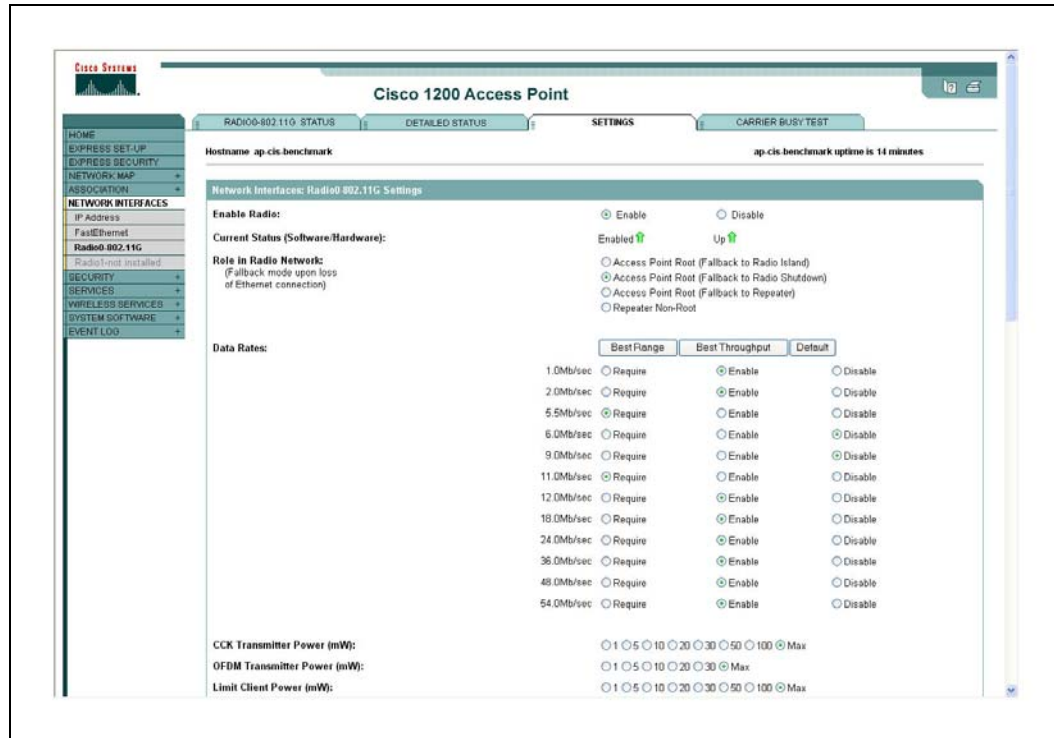 CISCO SYSTEMS
Cisco 1200 Access Point
RADIO0-802.11G STATUS DETAILED STATUS SETTINGS CARRIER BUSY TEST
HOME
EXPRESS SET-UP
EXPRESS SECURITY
NETWORK MAP +
ASSOCIATION +
NETWORK INTERFACES
IP Address
FastEthernet
Radio0-802.11G
Radio1-not installed
SECURITY +
SERVICES +
WIRELESS SERVICES +
SYSTEM SOFTWARE +
EVENT LOG +
Hostname ap-cis-benchmark ap-cis-benchmark uptime is 14 minutes
Network Interfaces: Radio0-802.11G Settings
Enable Radio: Enable Disable
Current Status (Software/Hardware): Enabled Up
Role in Radio Network:
(Fallback mode upon loss
of Ethernet connection)
Access Point Root (Fallback to Radio Island)
Access Point Root (Fallback to Radio Shutdown)
Access Point Root (Fallback to Repeater)
Repeater Non-Root
Data Rates: Best Range Best Throughput Default
1.0Mb/sec Require Enable Disable
2.0Mb/sec Require Enable Disable
5.5Mb/sec Require Enable Disable
6.0Mb/sec Require Enable Disable
9.0Mb/sec Require Enable Disable
11.0Mb/sec Require Enable Disable
12.0Mb/sec Require Enable Disable
18.0Mb/sec Require Enable Disable
24.0Mb/sec Require Enable Disable
36.0Mb/sec Require Enable Disable
48.0Mb/sec Require Enable Disable
54.0Mb/sec Require Enable Disable
CCK Transmitter Power (mW): 1 5 10 20 30 50 100 Max
OFDM Transmitter Power (mW): 1 5 10 20 30 Max
Limit Client Power (mW): 1 5 10 20 30 50 100 Max